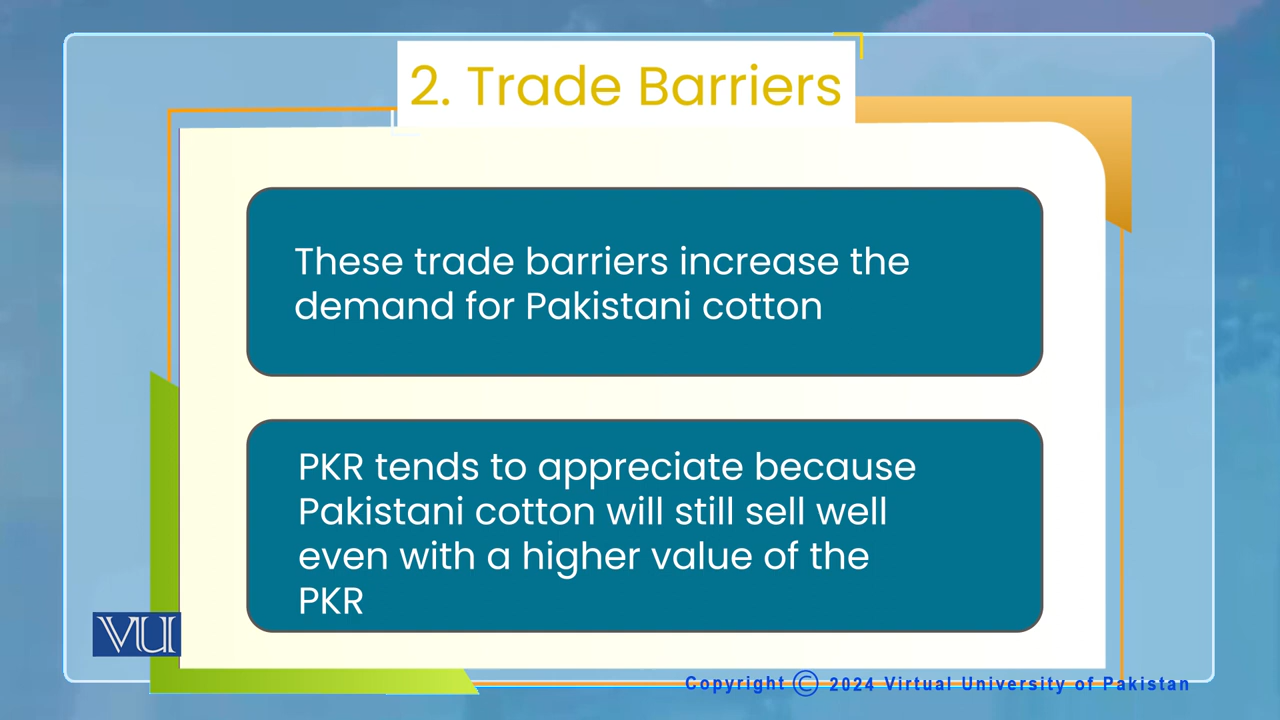 2. Trade Barriers
These trade barriers increase the
demand for Pakistani cotton
PKR tends to appreciate because
Pakistani cotton will still sell well
even with a higher value of the
PKR
VU
Copyright © 2024 Virtual University of Pakistan